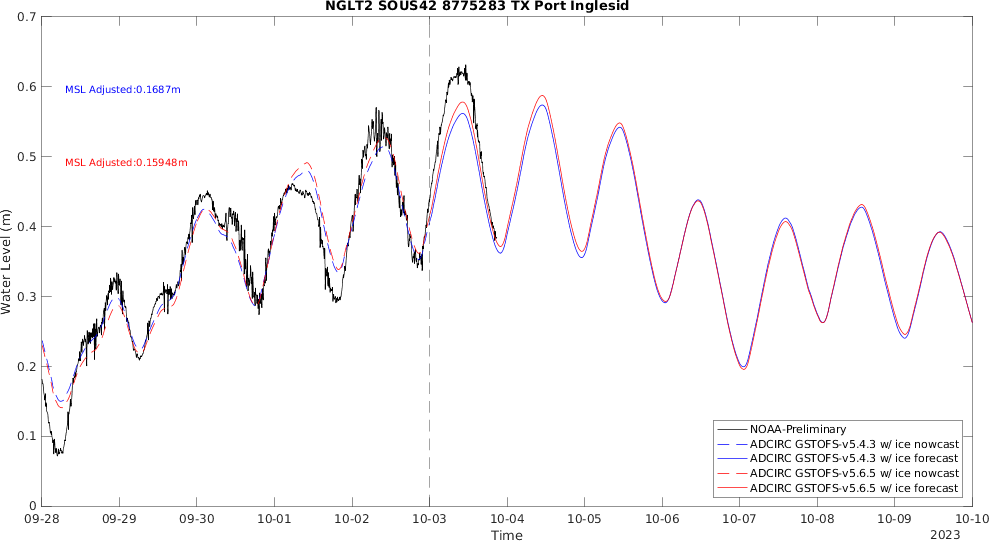 NGLT2 SOUS42 8775283 TX Port Inglesid
0.7
0.6
0.5
0.4
0.3
0.2
0.1
0
Water Level (m)
MSL Adjusted:0.1687m
MSL Adjusted:0.15948m
NOAA-Preliminary
ADCIRC GSTOFS-v5.4.3 w/ ice nowcast
ADCIRC GSTOFS-v5.4.3 w/ ice forecast
ADCIRC GSTOFS-v5.6.5 w/ ice nowcast
ADCIRC GSTOFS-v5.6.5 w/ ice forecast
09-28 09-29 09-30 10-01 10-02 10-03 10-04 10-05 10-06 10-07 10-08 10-09 10-10
Time
2023